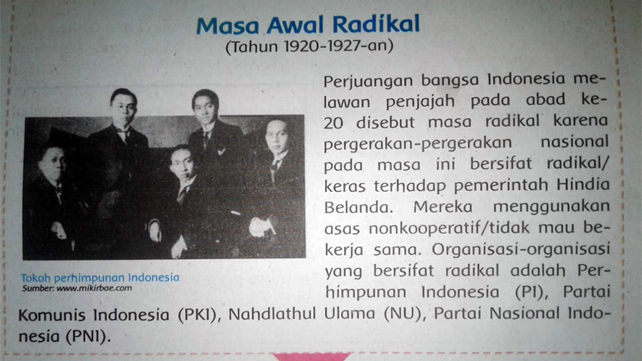 Masa Awal Radikal
(Tahun 1920-1927-an)
Perjuangan bangsa Indonesia me-
lawan penjajah pada abad ke-
20 disebut masa radikal karena
pergerakan-pergerakan nasional
pada masa ini bersifat radikal/
keras terhadap pemerintah Hindia
Belanda. Mereka menggunakan
asas nonkooperatif/tidak mau be-
kerja sama. Organisasi-organisasi
yang bersifat radikal adalah Per-
himpunan Indonesia (PI), Partai
Komunis Indonesia (PKI), Nahdlathul Ulama (NU), Partai Nasional Indo-
nesia (PNI).
Tokoh perhimpunan Indonesia
Sumber: www.mikirbae.com